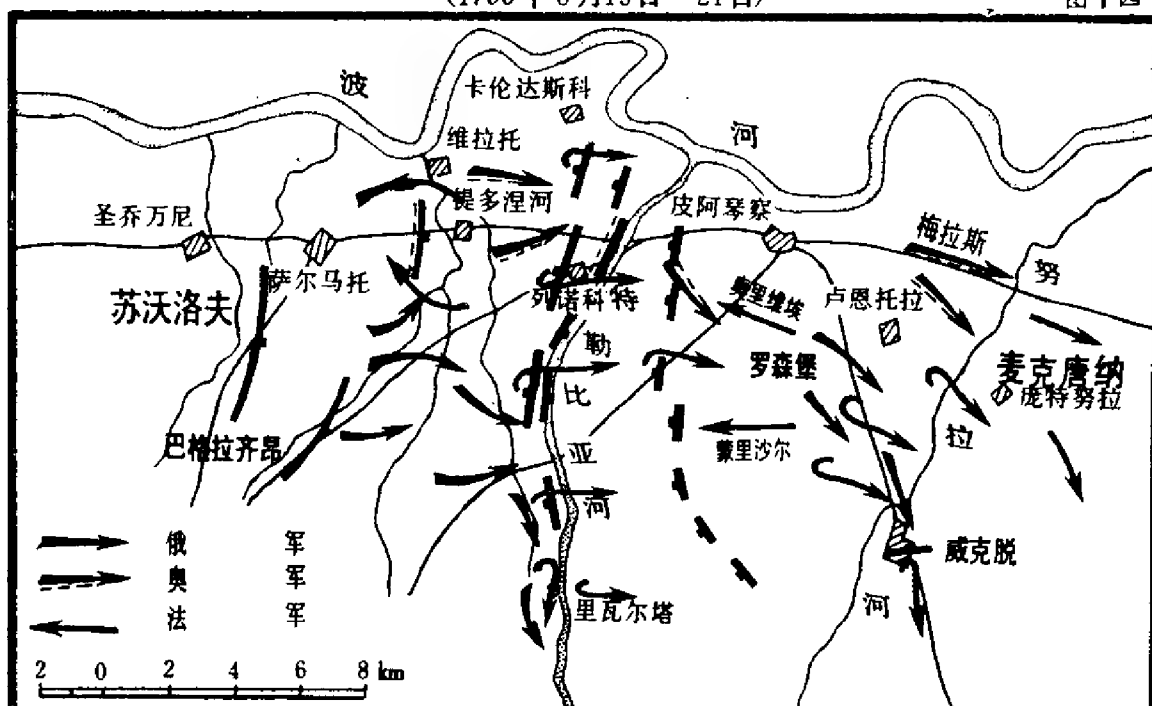 卡伦达斯科
波
河
维拉托
圣乔万尼
缇多涅河
皮阿琴察
梅拉斯
努
萨尔马托
列诺科特
奥里维埃
卢恩托拉
苏沃洛夫
勒
罗森堡
麦克唐纳
庞特努拉
比
拉
巴格拉齐昂
亚
蒙里沙尔
河
威克脱
里瓦尔塔
河
俄 军
奥 军
法 军
2 0 2 4 6 8 km